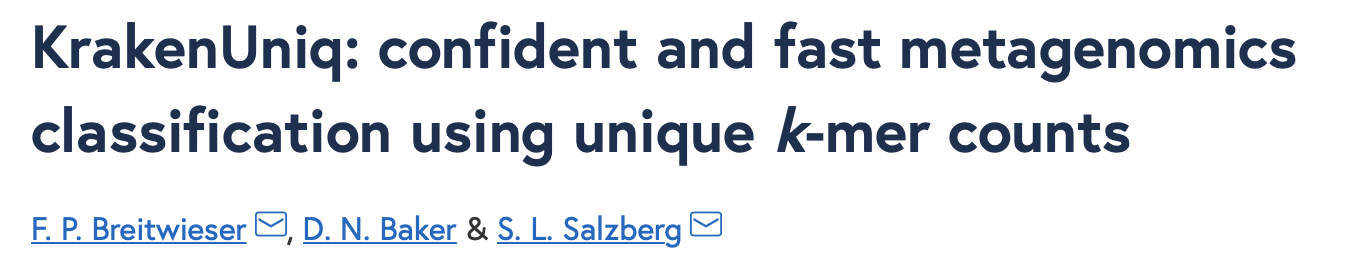 KrakenUniq: confident and fast metagenomics
classification using unique k-mer counts
F. P. Breitwieser, D. N. Baker & S. L. Salzberg